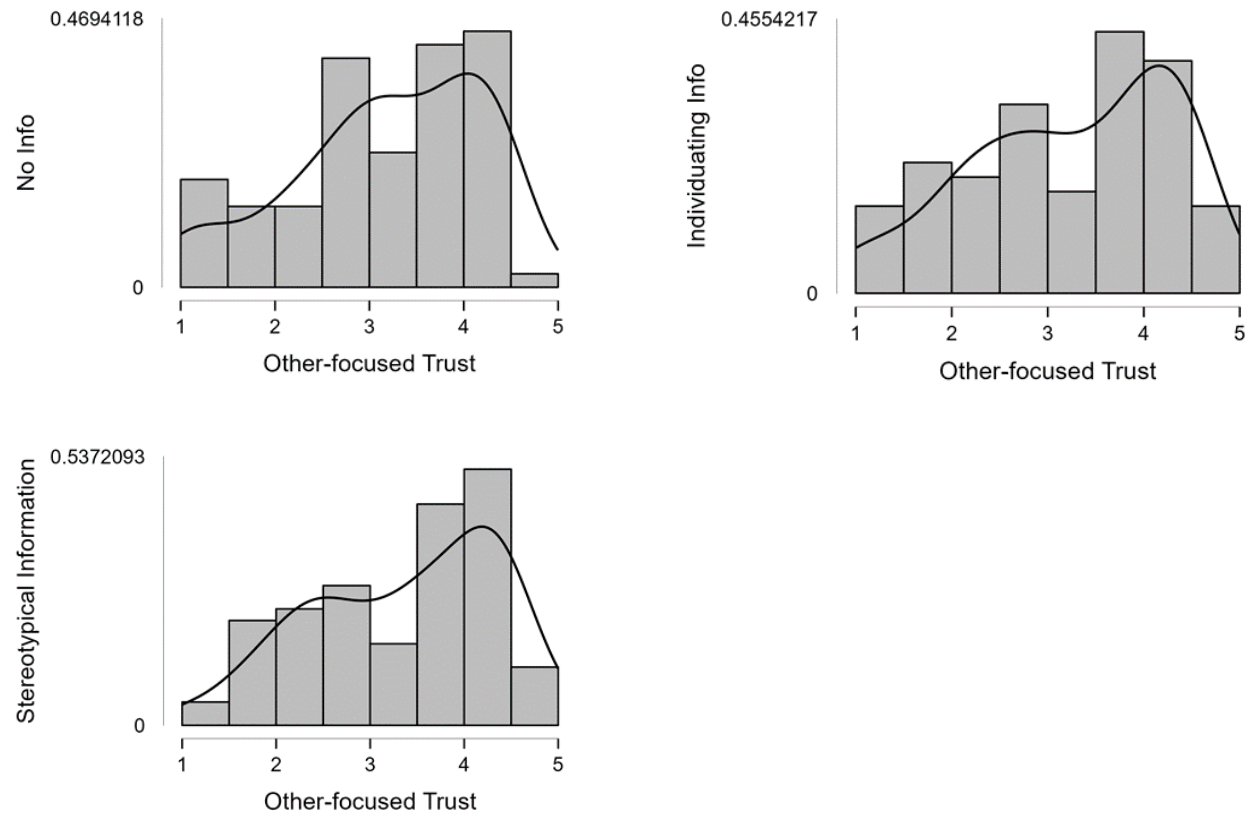 0.4694118
No Info
0
1 2 3 4 5
Other-focused Trust
0.4554217
Individuating Info
0
1 2 3 4 5
Other-focused Trust
0.5372093
Stereotypical Information
0
1 2 3 4 5
Other-focused Trust